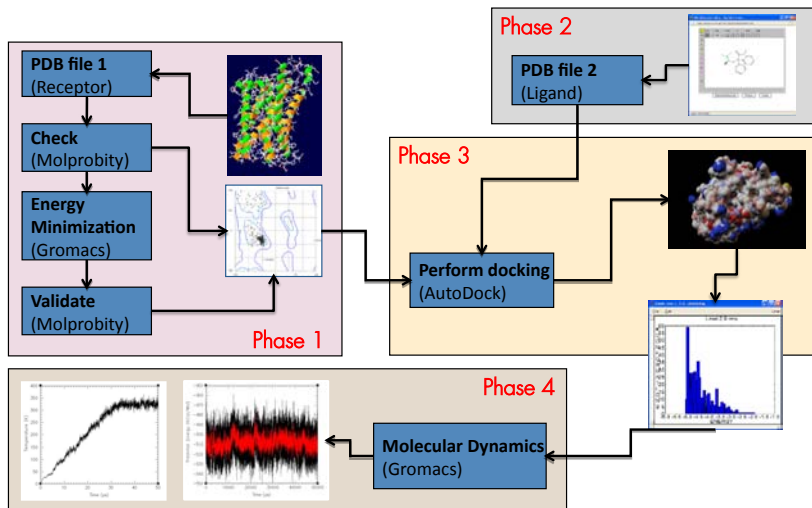 Phase 2
PDB file 1
(Receptor)
PDB file 2
(Ligand)
Check
(Molprobity)
Phase 3
Energy
Minimization
(Gromacs)
Perform docking
(AutoDock)
Validate
(Molprobity)
Phase 1
Phase 4
Molecular Dynamics
(Gromacs)